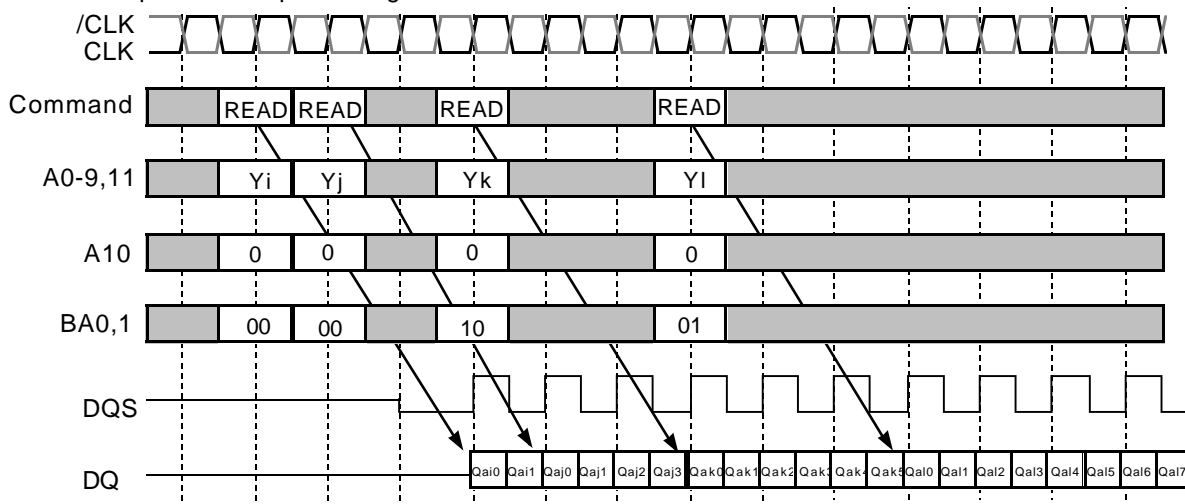 /CLK
CLK
Command READ READ READ READ
A0-9,11 Yi Yj Yk Yl
A10 0 0 0 0
BA0,1 00 00 10 01
DQS
DQ Qai0 Qai1 Qaj0 Qaj1 Qaj2 Qaj3 Qak0 Qak1 Qak2 Qak3 Qak4 Qak5 Qal0 Qal1 Qal2 Qal3 Qal4 Qal5 Qal6 Qal7